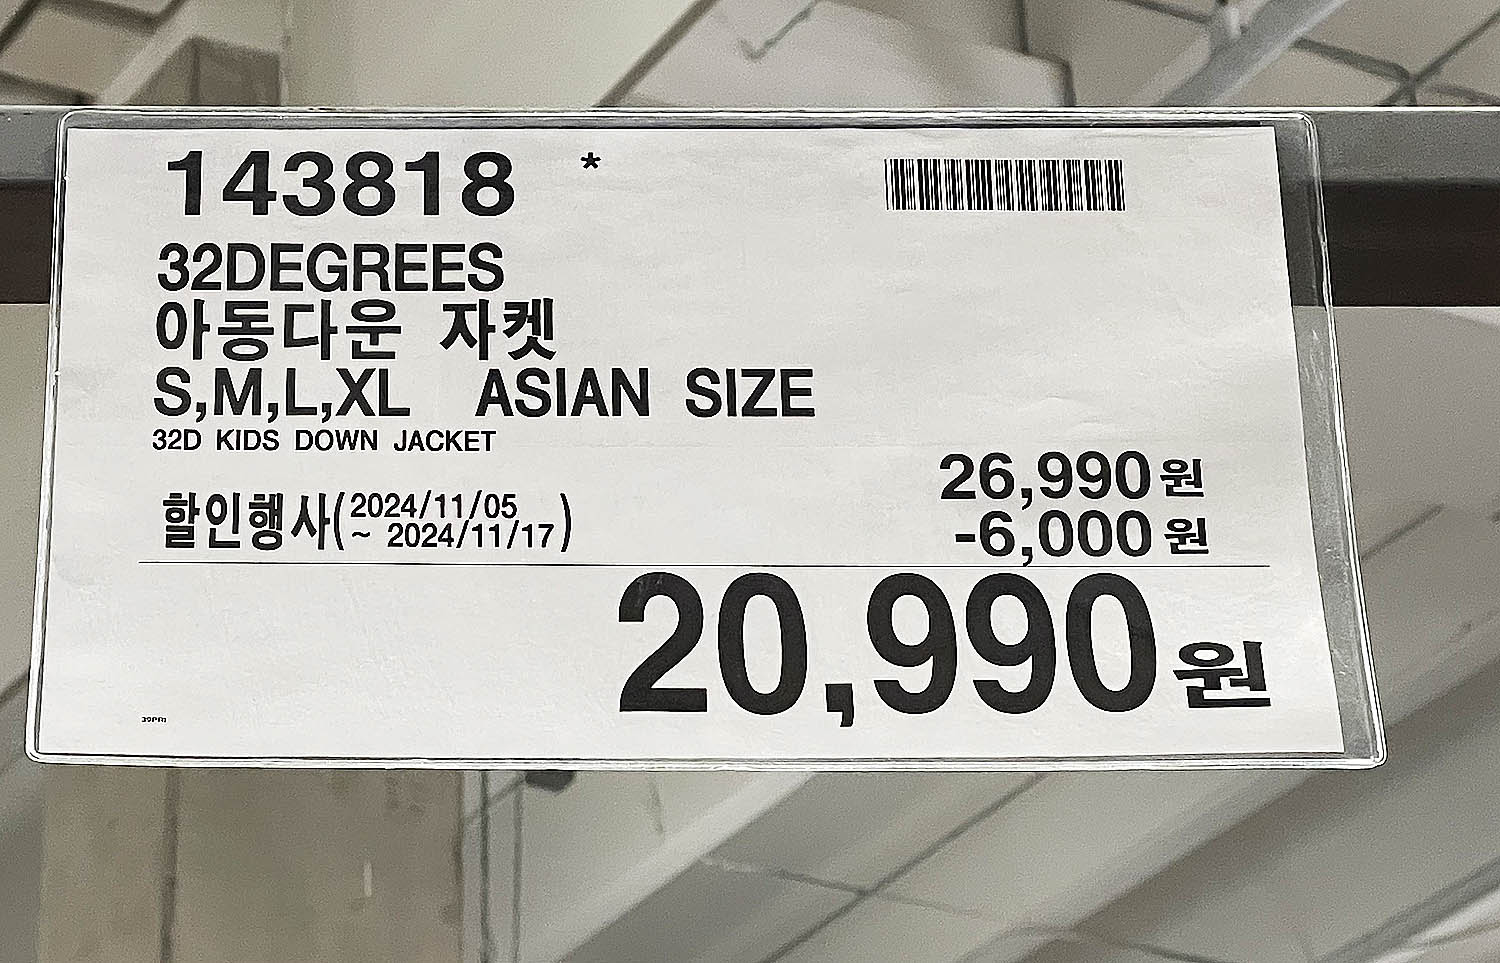 143818 *
32DEGREES
아동다운 자켓
S,M,L,XL ASIAN SIZE
32D KIDS DOWN JACKET
26,990원
할인행사(2024/11/05 ~ 2024/11/17)
-6,000원
20,990원
39PRI